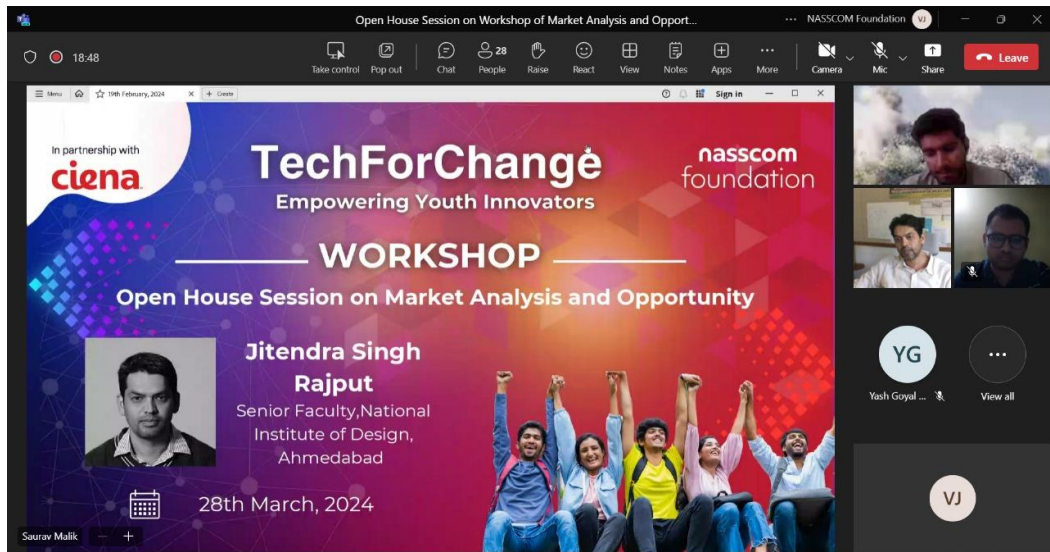 Open House Session on Workshop of Market Analysis and Opport...
NASSCOM Foundation
VJ
18:48
Take control
Pop out
Chat
28
People
Raise
React
View
Notes
Apps
More
Camera
Mic
Share
Leave
Menu
19th February, 2024
+ Create
Sign in
In partnership with
ciena
TechForChange
Empowering Youth Innovators
nasscom
foundation
WORKSHOP
Open House Session on Market Analysis and Opportunity
Jitendra Singh
Rajput
Senior Faculty,National
Institute of Design,
Ahmedabad
28th March, 2024
Saurav Malik
YG
Yash Goyal ...
View all
VJ